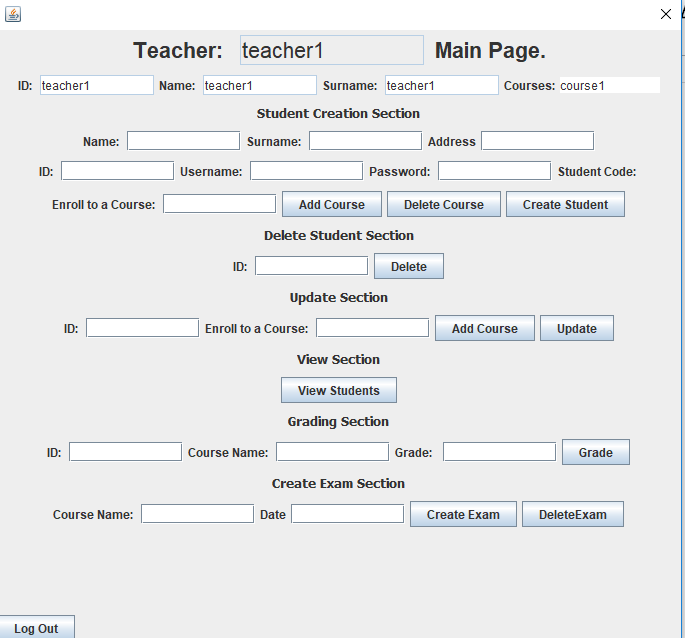 Teacher: teacher1 Main Page.
ID: teacher1 Name: teacher1 Surname: teacher1 Courses: course1
Student Creation Section
Name: Surname: Address
ID: Username: Password: Student Code:
Enroll to a Course: Add Course Delete Course Create Student
Delete Student Section
ID: Delete
Update Section
ID: Enroll to a Course: Add Course Update
View Section
View Students
Grading Section
ID: Course Name: Grade: Grade
Create Exam Section
Course Name: Date Create Exam DeleteExam
Log Out